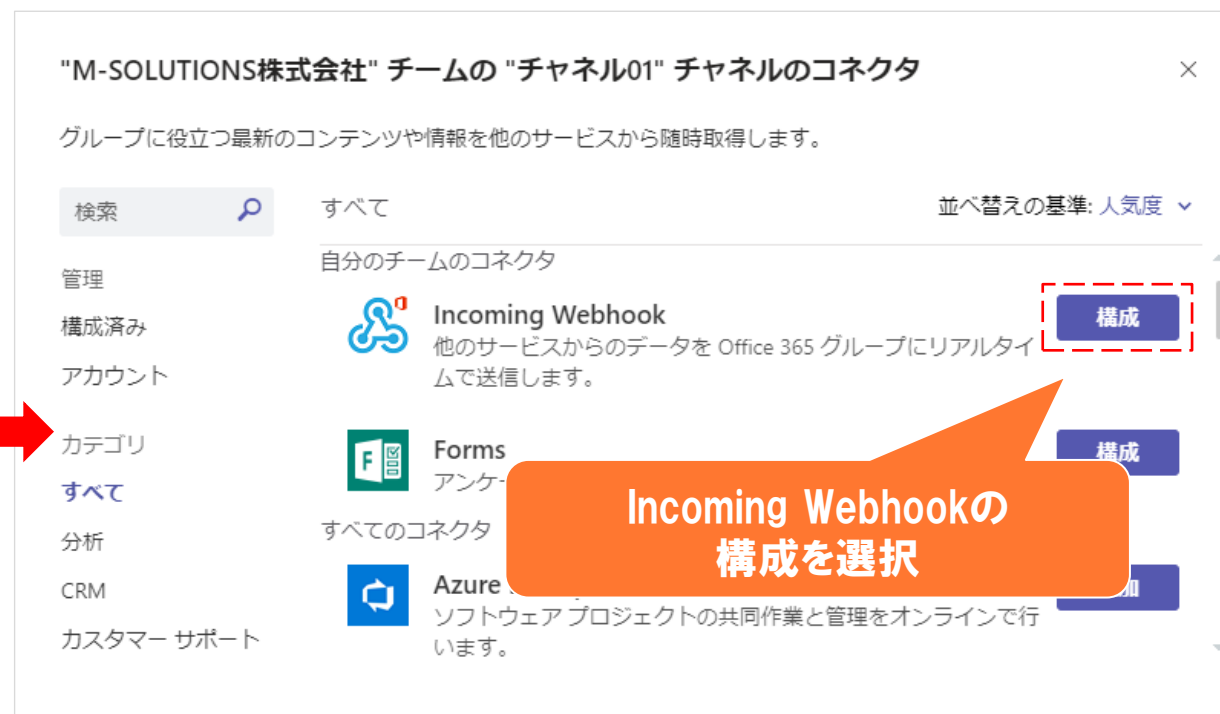 "M-SOLUTIONS株式会社" チームの "チャネル01" チャネルのコネクタ
グループに役立つ最新のコンテンツや情報を他のサービスから随時取得します。
検索
すべて
並べ替えの基準: 人気度
管理
構成済み
アカウント
カテゴリ
すべて
分析
CRM
カスタマー サポート
自分のチームのコネクタ
Incoming Webhook
他のサービスからのデータを Office 365 グループにリアルタイ
ムで送信します。
構成
Forms
アンケー
構成
Incoming Webhookの
構成を選択
すべてのコネクタ
Azure
ソフトウェア プロジェクトの共同作業と管理をオンラインで行
います。